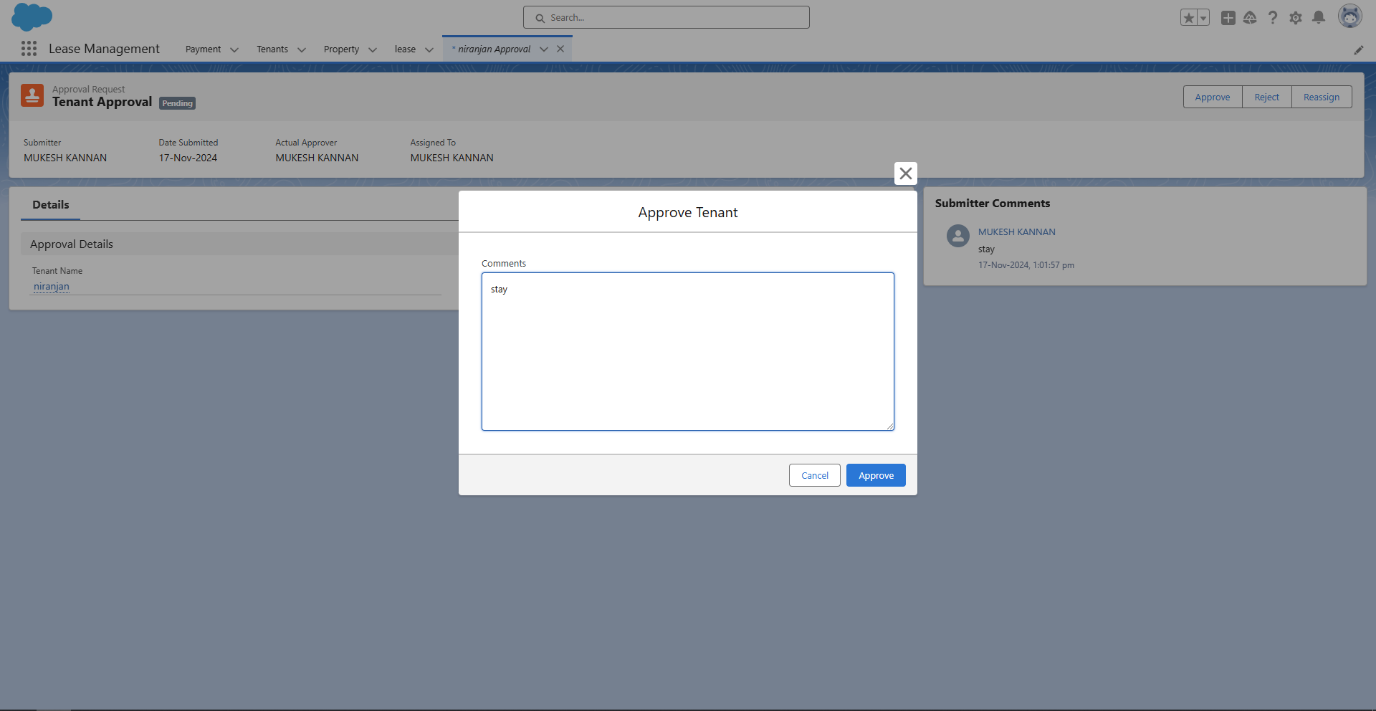 Search...
Lease Management
Payment
Tenants
Property
lease
* niranjan Approval
Approval Request
Tenant Approval
Pending
Approve
Reject
Reassign
Submitter
Date Submitted
Actual Approver
Assigned To
MUKESH KANNAN
17-Nov-2024
MUKESH KANNAN
MUKESH KANNAN
Details
Approval Details
Tenant Name
niranjan
Approve Tenant
Comments
stay
Cancel
Approve
Submitter Comments
MUKESH KANNAN
stay
17-Nov-2024, 1:01:57 pm